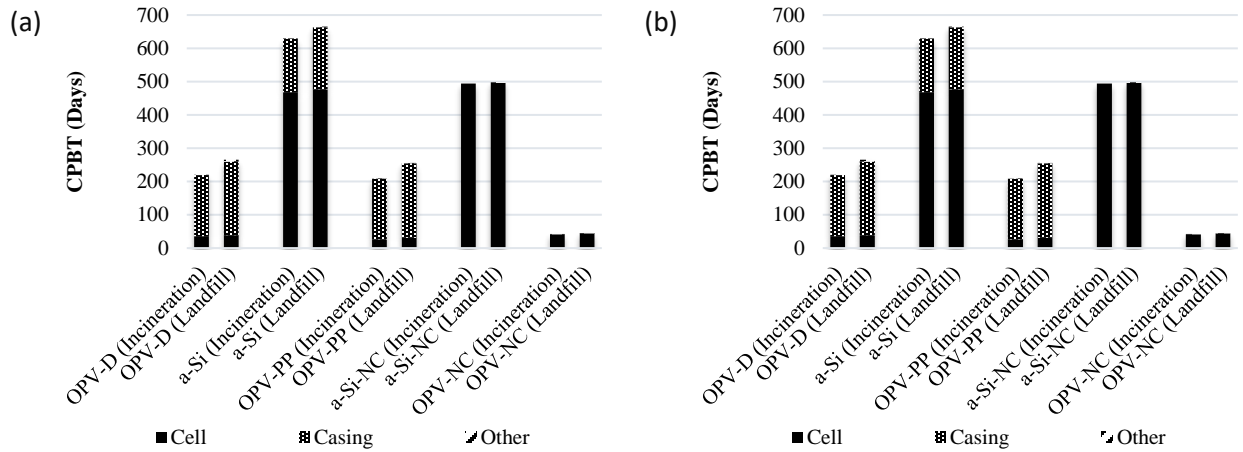 (a)
CPBT (Days)
700
600
500
400
300
200
100
0
OPV-D (Incineration)
OPV-D (Landfill)
a-Si (Incineration)
a-Si (Landfill)
OPV-PP (Incineration)
OPV-PP (Landfill)
a-Si-NC (Incineration)
a-Si-NC (Landfill)
OPV-NC (Incineration)
OPV-NC (Landfill)
Cell
Casing
Other
(b)
CPBT (Days)
700
600
500
400
300
200
100
0
OPV-D (Incineration)
OPV-D (Landfill)
a-Si (Incineration)
a-Si (Landfill)
OPV-PP (Incineration)
OPV-PP (Landfill)
a-Si-NC (Incineration)
a-Si-NC (Landfill)
OPV-NC (Incineration)
OPV-NC (Landfill)
Cell
Casing
Other